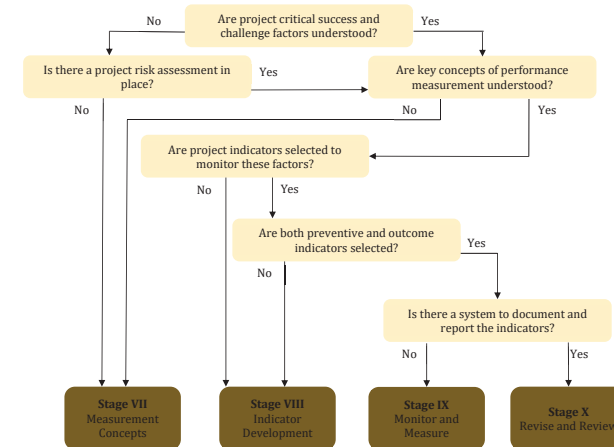 Are project critical success and
challenge factors understood?
No
Yes
Is there a project risk assessment in
place?
Yes
Are key concepts of performance
measurement understood?
No
No
Yes
Are project indicators selected to
monitor these factors?
No
Yes
Are both preventive and outcome
indicators selected?
Yes
No
Is there a system to document and
report the indicators?
No
Yes
Stage VII
Measurement
Concepts
Stage VIII
Indicator
Development
Stage IX
Monitor and
Measure
Stage X
Revise and Review